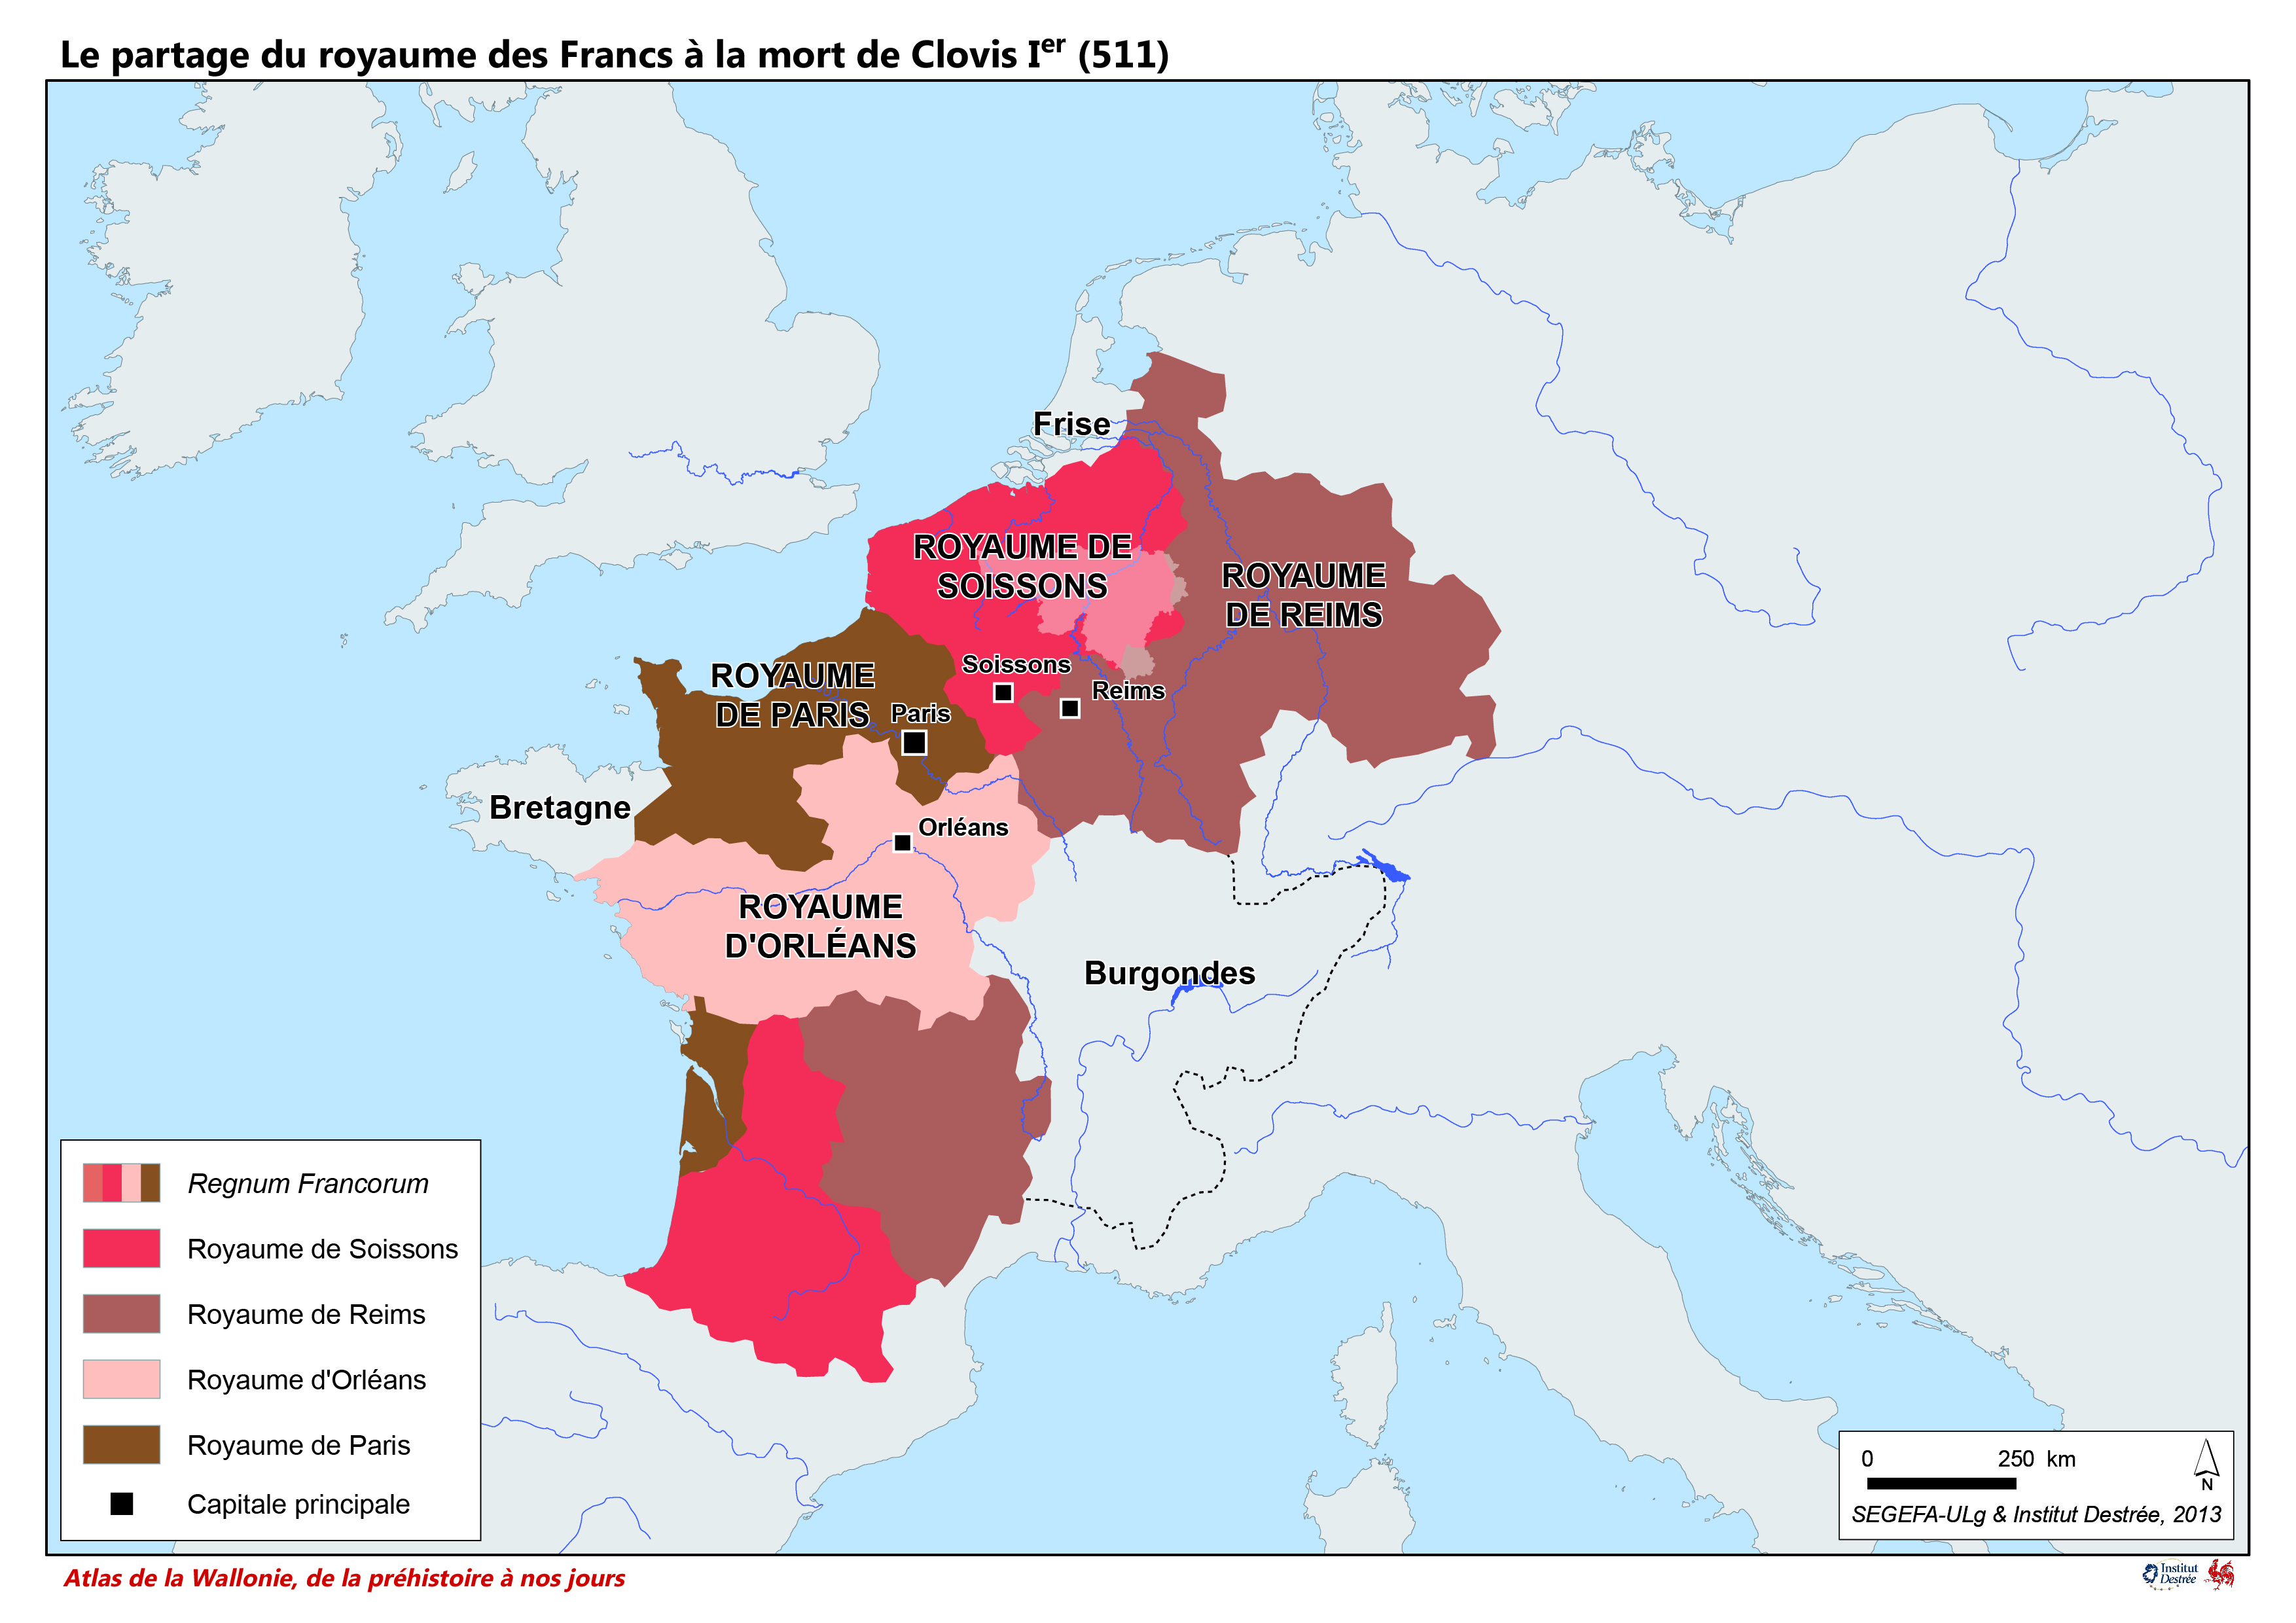 Le partage du royaume des Francs à la mort de Clovis Ier (511)
Frise
ROYAUME DE
SOISSONS
ROYAUME
DE REIMS
Soissons
Reims
ROYAUME
DE PARIS
Paris
Bretagne
Orléans
ROYAUME
D'ORLÉANS
Burgondes
Regnum Francorum
Royaume de Soissons
Royaume de Reims
Royaume d'Orléans
Royaume de Paris
Capitale principale
0 250 km
N
SEGEFA-ULg & Institut Destrée, 2013
Atlas de la Wallonie, de la préhistoire à nos jours
Institut
Destrée